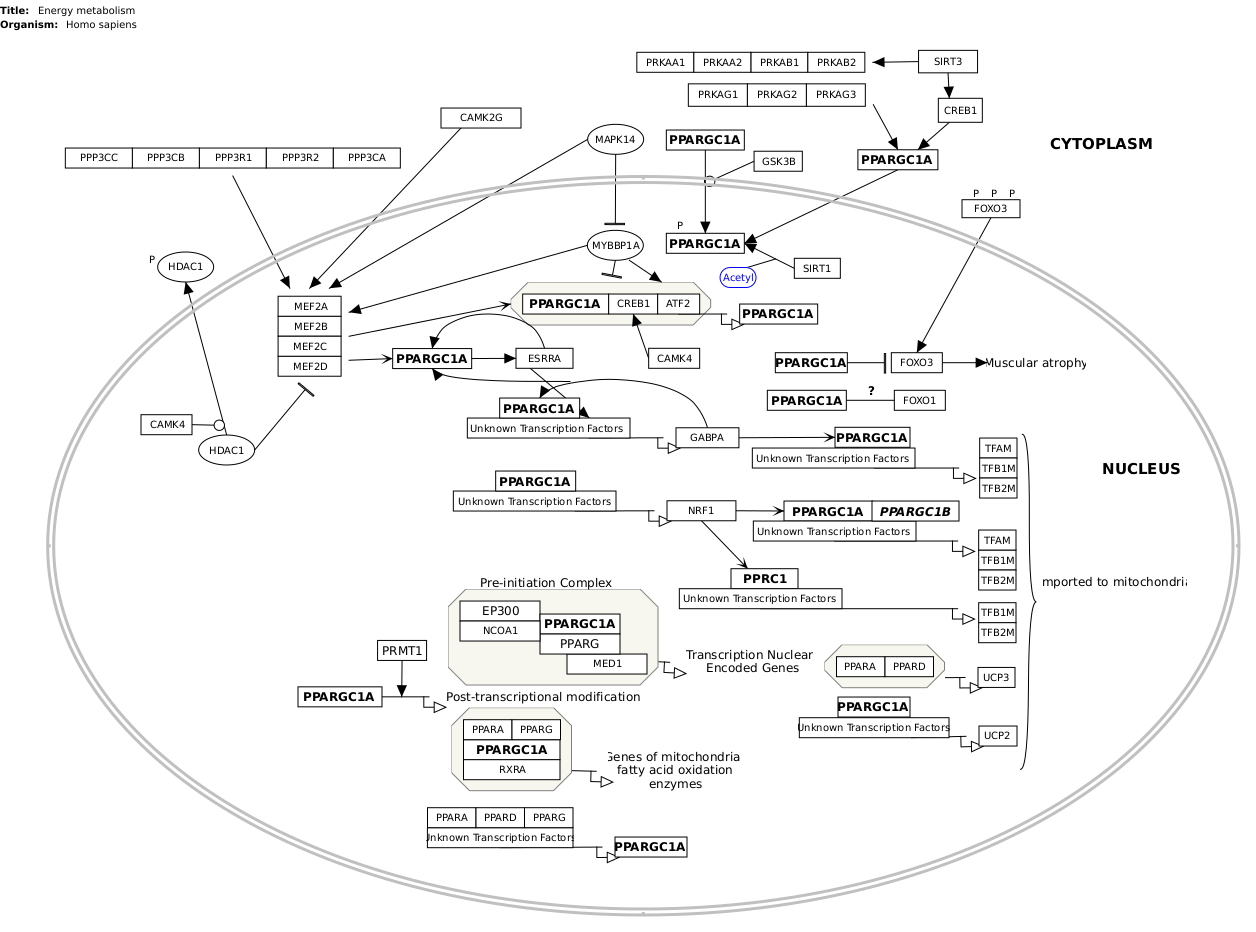 Title: Energy metabolism
Organism: Homo sapiens
PRKAA1 PRKAA2 PRKAB1 PRKAB2
SIRT3
PRKAG1 PRKAG2 PRKAG3
CREB1
CAMK2G
MAPK14
PPARGC1A
CYTOPLASM
PPP3CC PPP3CB PPP3R1 PPP3R2 PPP3CA
GSK3B
PPARGC1A
P P P
FOXO3
P
MYBBP1A
PPARGC1A
P
HDAC1
Acetyl
SIRT1
MEF2A
MEF2B
MEF2C
MEF2D
PPARGC1A CREB1 ATF2
PPARGC1A
PPARGC1A
ESRRA
CAMK4
PPARGC1A
FOXO3
Muscular atrophy
?
PPARGC1A
FOXO1
PPARGC1A
Unknown Transcription Factors
CAMK4
HDAC1
GABPA
PPARGC1A
Unknown Transcription Factors
TFAM
TFB1M
TFB2M
NUCLEUS
PPARGC1A
Unknown Transcription Factors
NRF1
PPARGC1A PPARGC1B
Unknown Transcription Factors
TFAM
TFB1M
TFB2M
mported to mitochondria
PPRC1
Unknown Transcription Factors
TFB1M
TFB2M
Pre-initiation Complex
EP300
NCOA1
PPARGC1A
PPARG
MED1
Transcription Nuclear
Encoded Genes
PRMT1
PPARGC1A
Post-transcriptional modification
PPARA PPARD
UCP3
PPARGC1A
Unknown Transcription Factors
UCP2
PPARA PPARG
PPARGC1A
RXRA
Genes of mitochondria
fatty acid oxidation
enzymes
PPARA PPARD PPARG
Unknown Transcription Factors
PPARGC1A